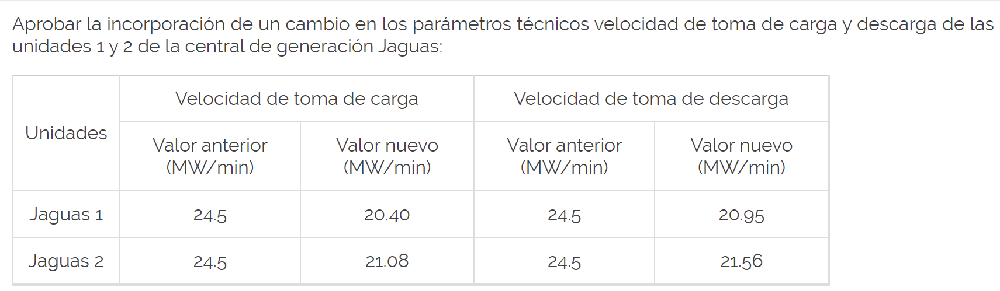 Aprobar la incorporación de un cambio en los parámetros técnicos velocidad de toma de carga y descarga de las
unidades 1 y 2 de la central de generación Jaguas:
Unidades
Velocidad de toma de carga
Velocidad de toma de descarga
Valor anterior
(MW/min)
Valor nuevo
(MW/min)
Valor anterior
(MW/min)
Valor nuevo
(MW/min)
Jaguas 1 24.5 20.40 24.5 20.95
Jaguas 2 24.5 21.08 24.5 21.56